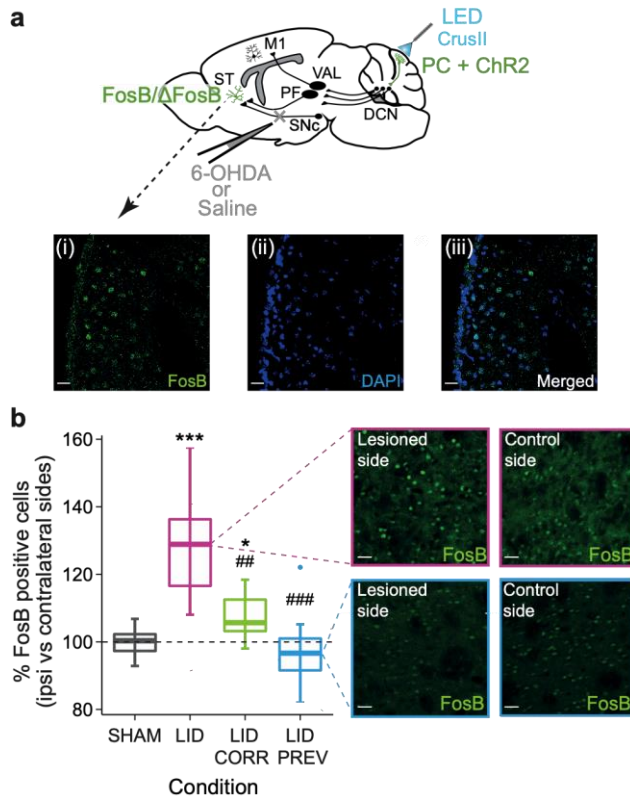 a
LED
CrusII
PC + ChR2
M1
ST
VAL
FosB/ΔFosB
PF
SNc
DCN
6-OHDA
or
Saline
(i)
FosB
(ii)
DAPI
(iii)
Merged
b
% FosB positive cells
(ipsi vs contralateral sides)
160
140
120
100
80
***
*
##
###
SHAM
LID
LID
CORR
LID
PREV
Condition
Lesioned
side
FosB
Control
side
FosB
Lesioned
side
FosB
Control
side
FosB